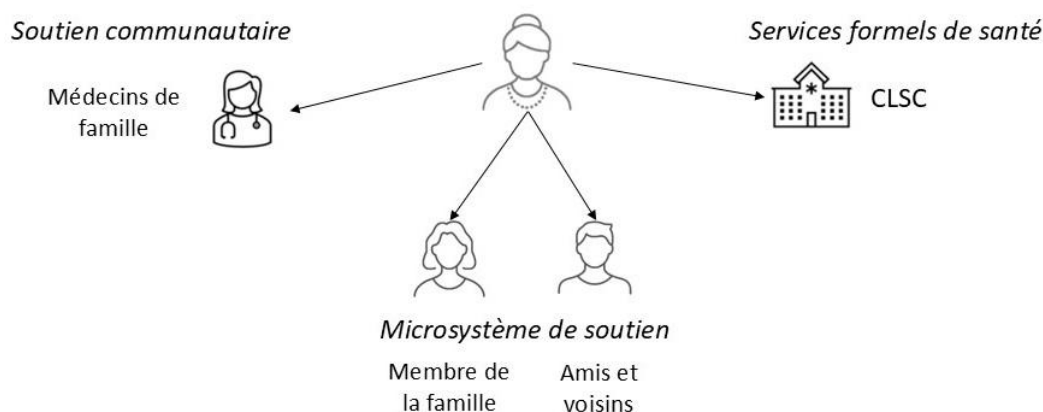 Soutien communautaire
Médecins de
famille
Services formels de santé
CLSC
Microsystème de soutien
Membre de
la famille
Amis et
voisins